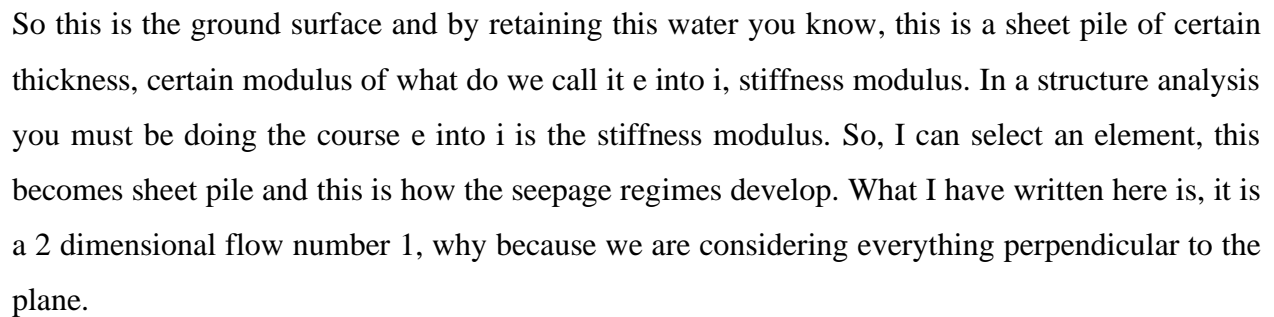 So this is the ground surface and by retaining this water you know, this is a sheet pile of certain
thickness, certain modulus of what do we call it e into i, stiffness modulus. In a structure analysis
you must be doing the course e into i is the stiffness modulus. So, I can select an element, this
becomes sheet pile and this is how the seepage regimes develop. What I have written here is, it is
a 2 dimensional flow number 1, why because we are considering everything perpendicular to the
plane.